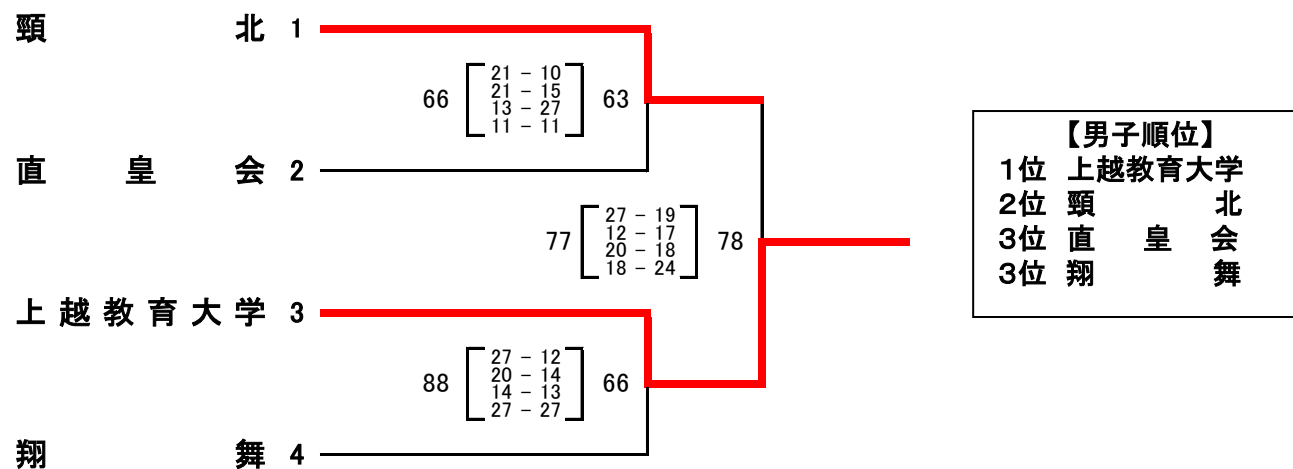 頸 北 1
21 - 10
66 21 - 15 63
13 - 27
11 - 11
直 皇 会 2
27 - 19
77 12 - 17 78
20 - 18
18 - 24
上越教育大学 3
27 - 12
88 20 - 14 66
14 - 13
27 - 27
翔 舞 4
【男子順位】
1位 上越教育大学
2位 頸 北
3位 直 皇 会
3位 翔 舞